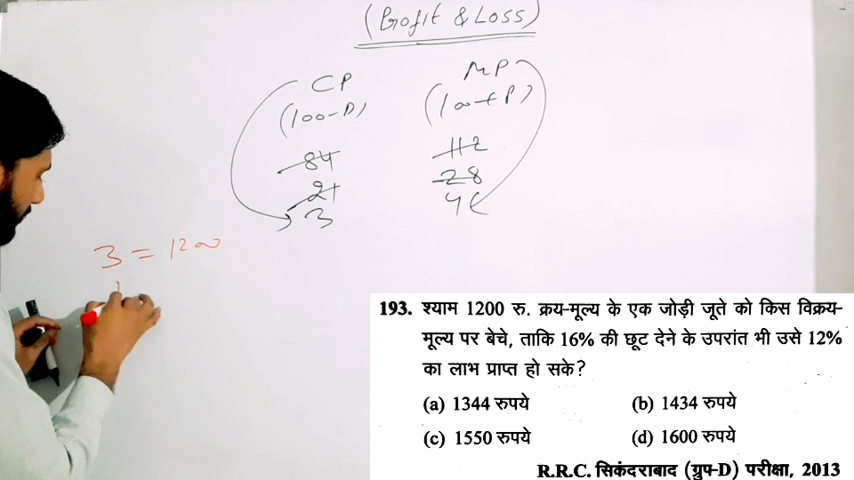 (Profit & Loss)
CP MP
(100-D) (100+P)
84 112
21 28
3 4
3 = 1200
1
193. श्याम 1200 रु. क्रय-मूल्य के एक जोड़ी जूते को किस विक्रय-
मूल्य पर बेचे, ताकि 16% की छूट देने के उपरांत भी उसे 12%
का लाभ प्राप्त हो सके?
(a) 1344 रुपये (b) 1434 रुपये
(c) 1550 रुपये (d) 1600 रुपये
R.R.C. सिकंदराबाद (ग्रुप-D) परीक्षा, 2013